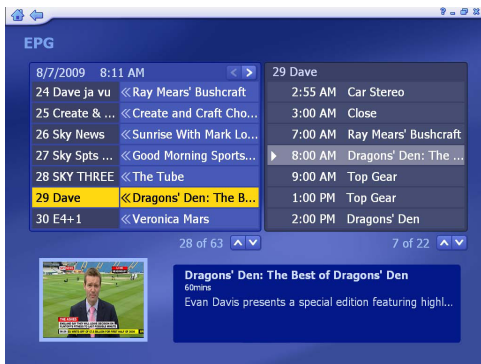 ? - x
EPG
8/7/2009 8:11 AM < >
24 Dave ja vu «Ray Mears' Bushcraft
25 Create & ... «Create and Craft Cho...
26 Sky News «Sunrise With Mark Lo...
27 Sky Spts ... «Good Morning Sports...
28 SKY THREE «The Tube
29 Dave «Dragons' Den: The B...
30 E4+1 «Veronica Mars
28 of 63
29 Dave
2:55 AM Car Stereo
3:00 AM Close
7:00 AM Ray Mears' Bushcraft
8:00 AM Dragons' Den: The ...
9:00 AM Top Gear
1:00 PM Top Gear
2:00 PM Dragons' Den
7 of 22
Dragons' Den: The Best of Dragons' Den
60mins
Evan Davis presents a special edition featuring highl...